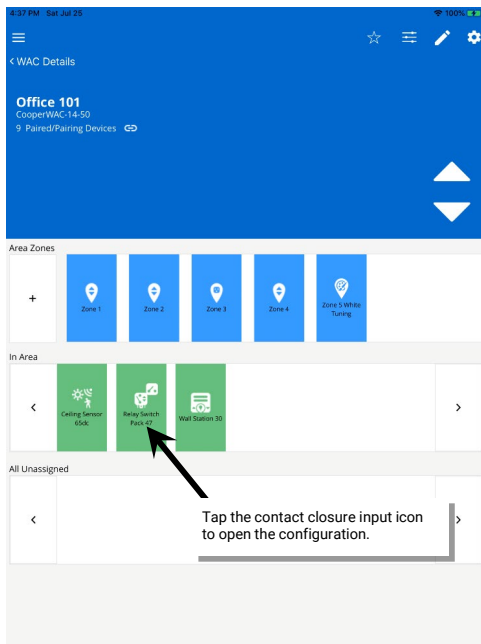 4:37 PM Sat Jul 25
100%
< WAC Details
Office 101
CooperWAC-14-50
9 Paired/Pairing Devices
Area Zones
+
Zone 1
Zone 2
Zone 3
Zone 4
Zone 5 White
Tuning
In Area
<
Ceiling Sensor
65dc
Relay Switch
Pack 47
Wall Station 30
>
All Unassigned
<
Tap the contact closure input icon
to open the configuration.
>